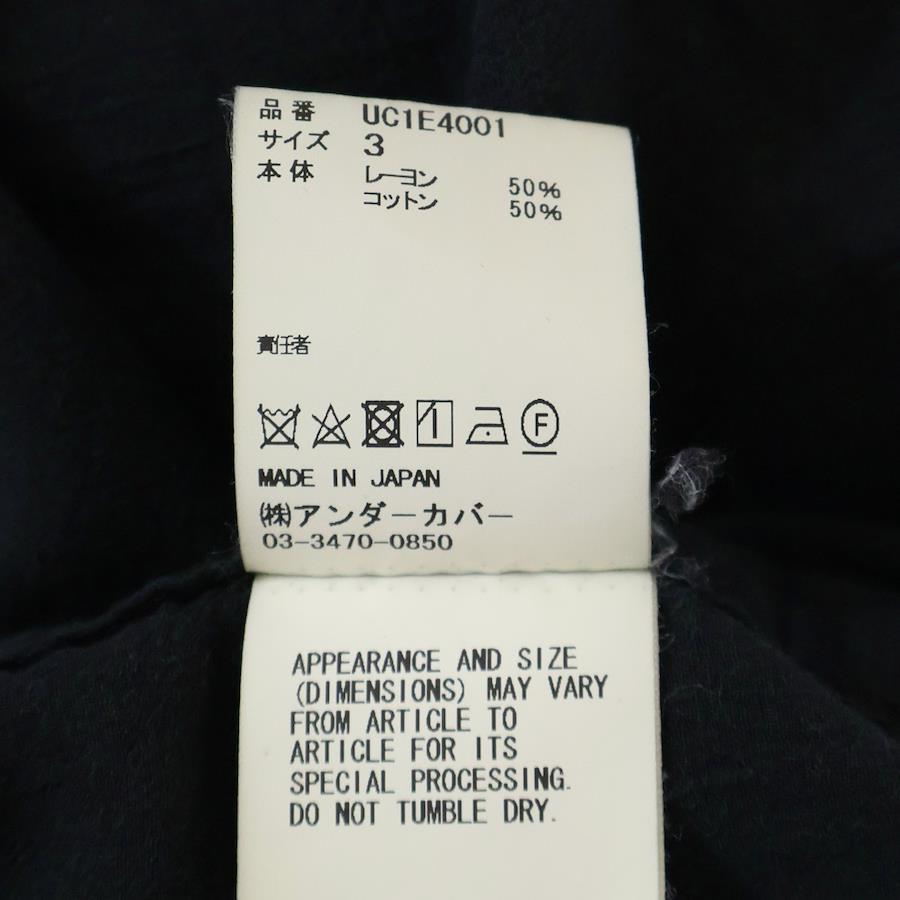 品番 UC1E4001
サイズ 3
本体 レーヨン 50%
コットン 50%
責任者
F
MADE IN JAPAN
㈱アンダーカバー
03-3470-0850
APPEARANCE AND SIZE
(DIMENSIONS) MAY VARY
FROM ARTICLE TO
ARTICLE FOR ITS
SPECIAL PROCESSING.
DO NOT TUMBLE DRY.